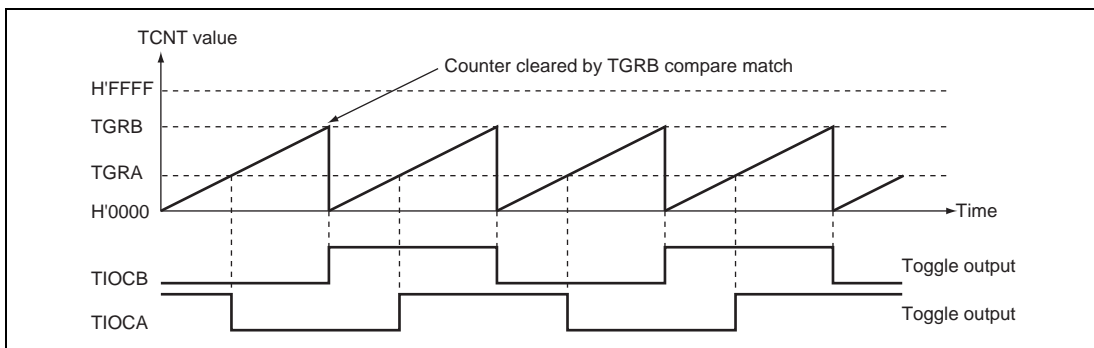 TCNT value
Counter cleared by TGRB compare match
H'FFFF
TGRB
TGRA
H'0000
Time
TIOCB
Toggle output
TIOCA
Toggle output